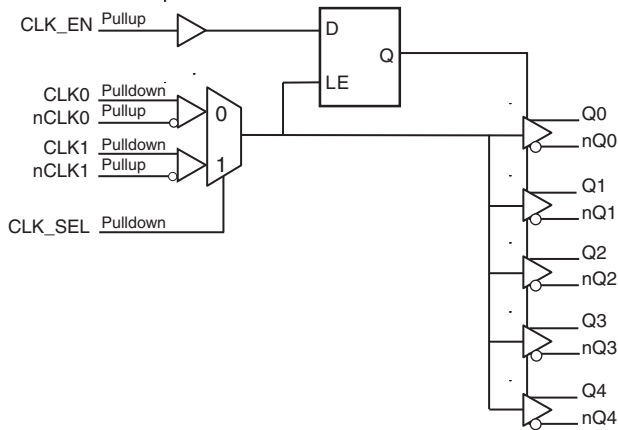 CLK_EN Pullup
D
Q
LE
CLK0 Pulldown
nCLK0 Pullup
0
CLK1 Pulldown
nCLK1 Pullup
1
CLK_SEL Pulldown
Q0
nQ0
Q1
nQ1
Q2
nQ2
Q3
nQ3
Q4
nQ4